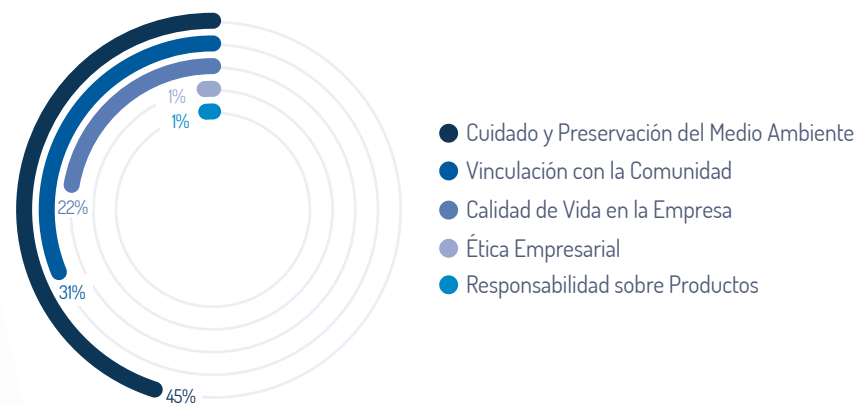 1%
1%
22%
31%
45%
Cuidado y Preservación del Medio Ambiente
Vinculación con la Comunidad
Calidad de Vida en la Empresa
Ética Empresarial
Responsabilidad sobre Productos